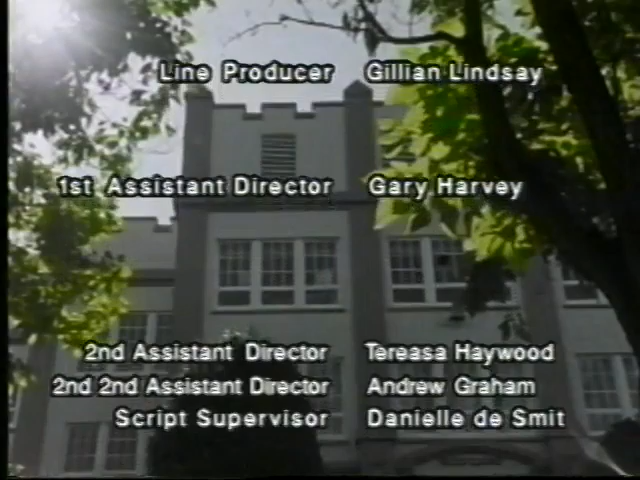 Line Producer Gillian Lindsay
1st Assistant Director Gary Harvey
2nd Assistant Director Tereasa Haywood
2nd 2nd Assistant Director Andrew Graham
Script Supervisor Danielle de Smit